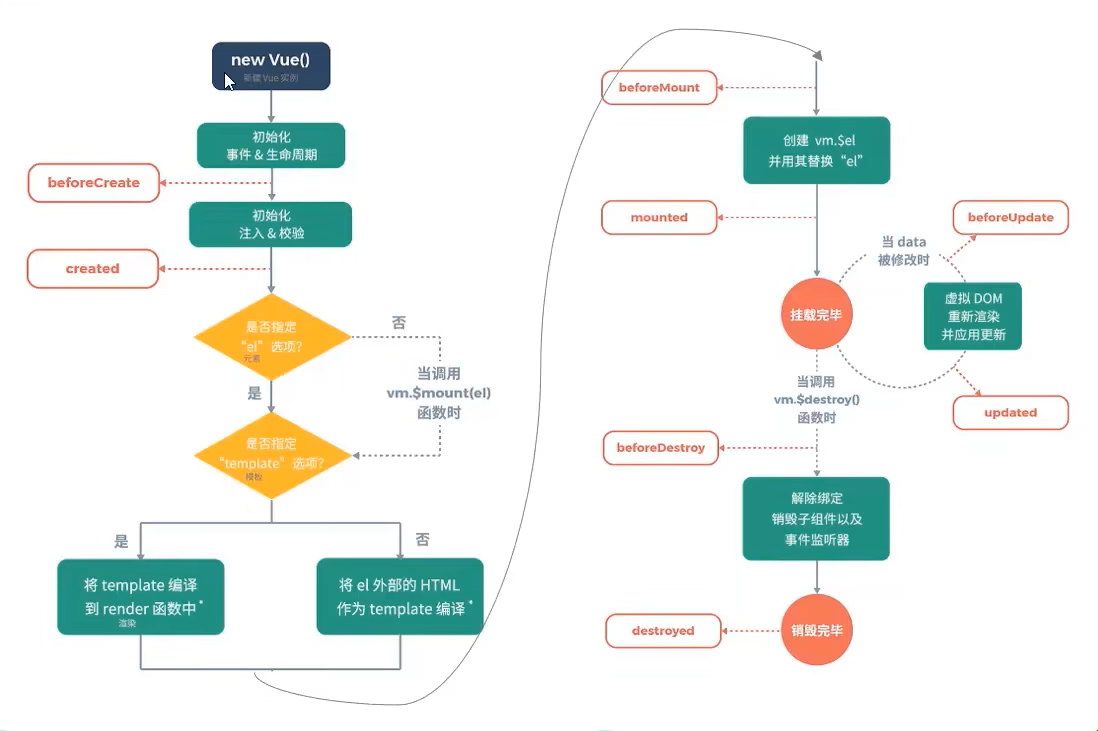 new Vue()
新建 Vue 实例
初始化
事件 & 生命周期
beforeCreate
初始化
注入 & 校验
created
是否指定
“el”选项?
元素
否
是
当调用
vm.$mount(el)
函数时
是否指定
“template”选项?
模板
是
否
将 template 编译
到 render 函数中*
渲染
将 el 外部的 HTML
作为 template 编译*
beforeMount
创建 vm.$el
并用其替换“el”
mounted
beforeUpdate
当 data
被修改时
挂载完毕
虚拟 DOM
重新渲染
并应用更新
updated
当调用
vm.$destroy()
函数时
beforeDestroy
解除绑定
销毁子组件以及
事件监听器
destroyed
销毁完毕